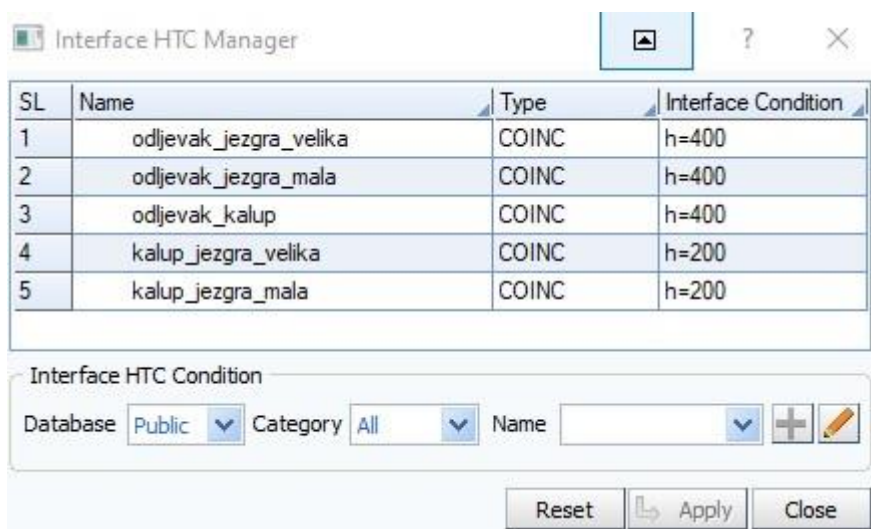 Interface HTC Manager ?
SL Name Type Interface Condition
1 odljevak_jezgra_velika COINC h=400
2 odljevak_jezgra_mala COINC h=400
3 odljevak_kalup COINC h=400
4 kalup_jezgra_velika COINC h=200
5 kalup_jezgra_mala COINC h=200
Interface HTC Condition
Database Public Category All Name
Reset Apply Close